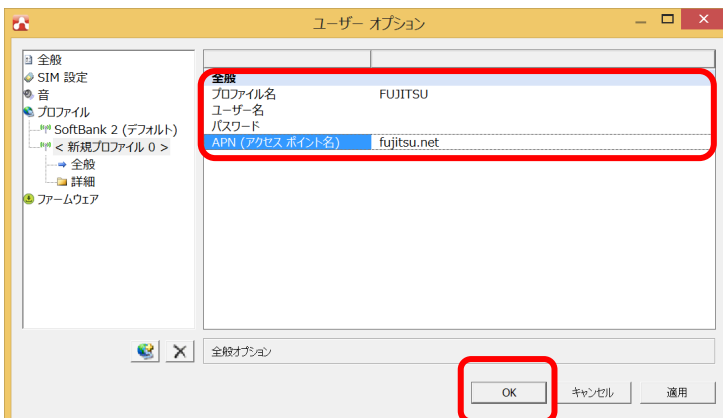 ユーザー オプション
全般
SIM 設定
音
プロファイル
SoftBank 2 (デフォルト)
< 新規プロファイル 0 >
全般
詳細
ファームウェア
全般
プロファイル名 FUJITSU
ユーザー名
パスワード
APN (アクセス ポイント名) fujitsu.net
全般オプション
OK キャンセル 適用